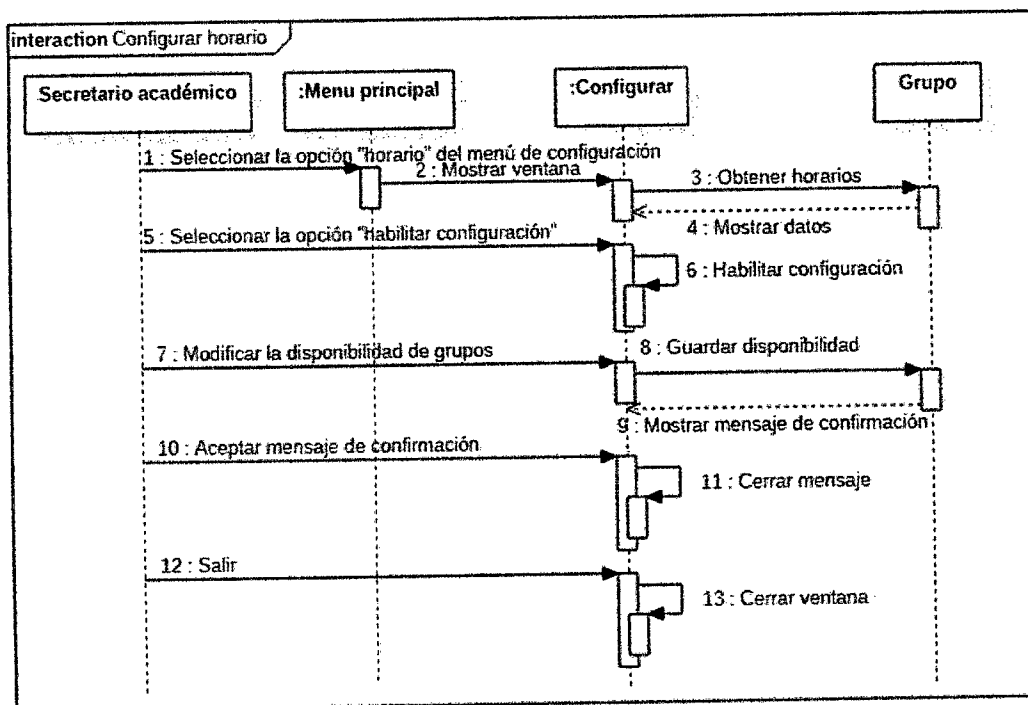 interaction Configurar horario
Secretario académico
:Menu principal
:Configurar
Grupo
1 : Seleccionar la opción "horario" del menú de configuración
2 : Mostrar ventana
3 : Obtener horarios
4 : Mostrar datos
5 : Seleccionar la opción "habilitar configuración"
6 : Habilitar configuración
7 : Modificar la disponibilidad de grupos
8 : Guardar disponibilidad
9 : Mostrar mensaje de confirmación
10 : Aceptar mensaje de confirmación
11 : Cerrar mensaje
12 : Salir
13 : Cerrar ventana